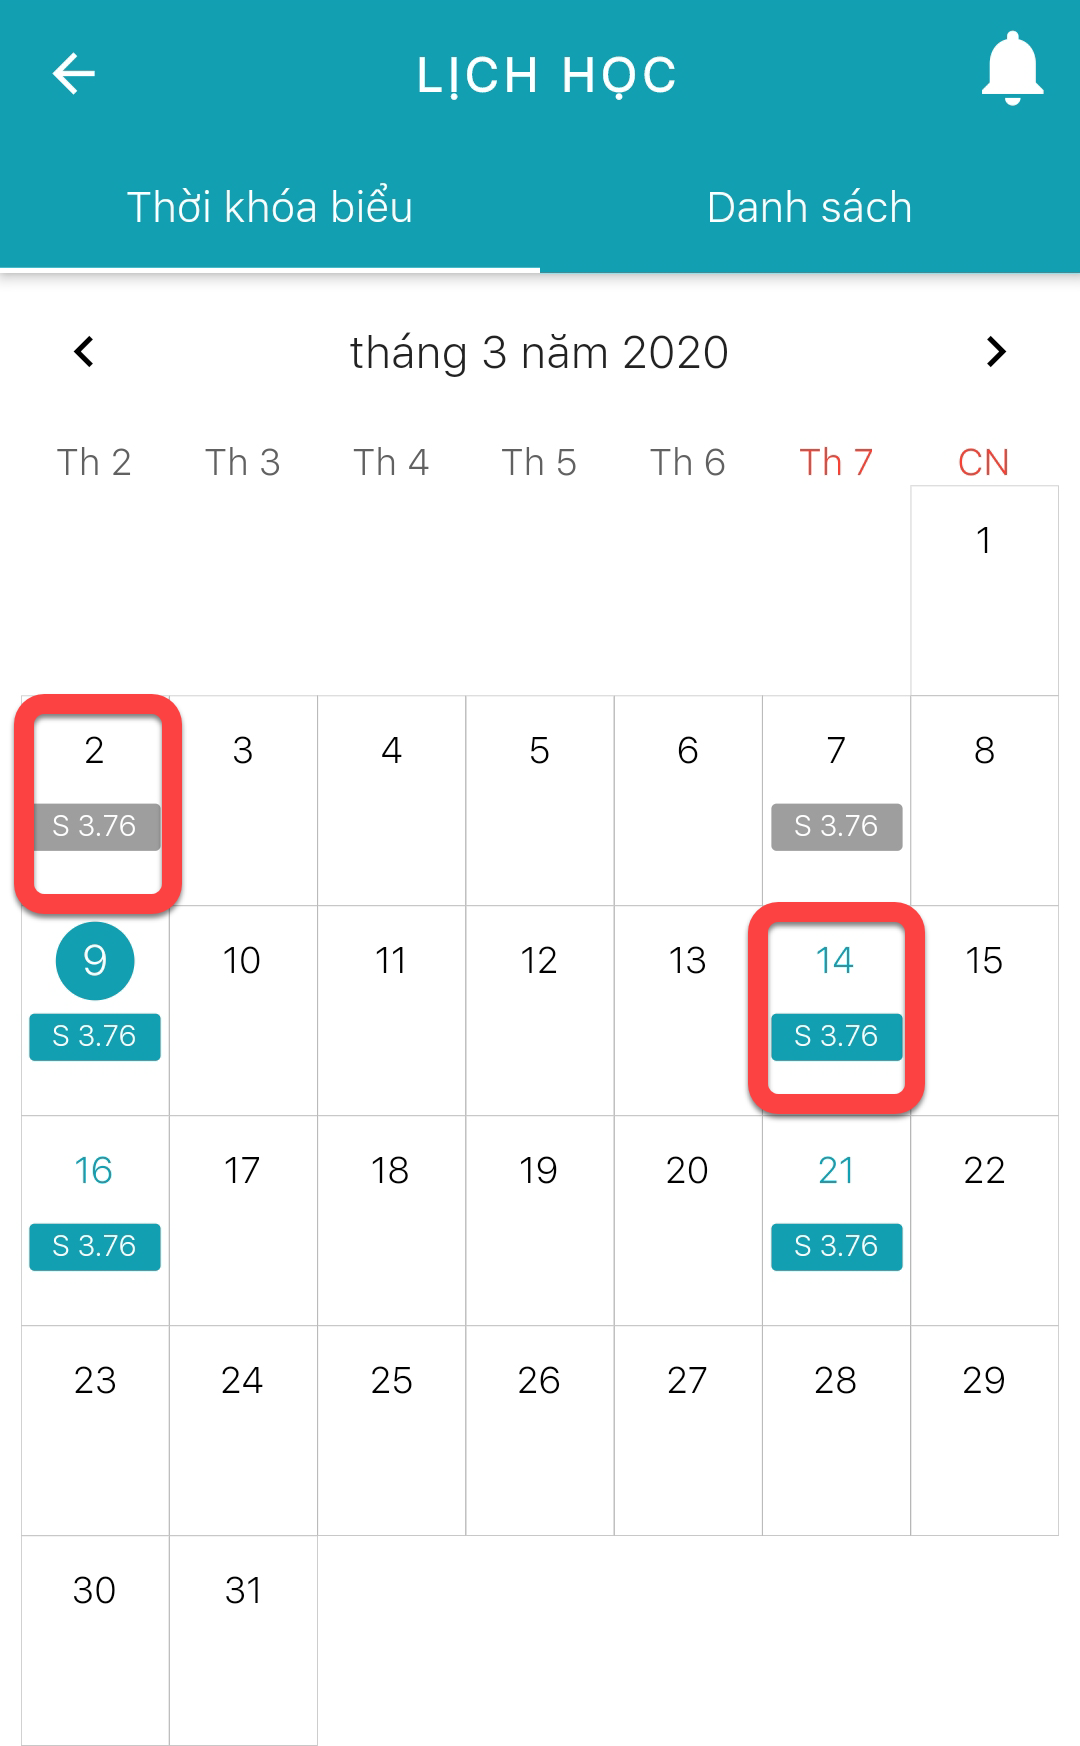 LỊCH HỌC
Thời khóa biểu Danh sách
tháng 3 năm 2020
Th 2 Th 3 Th 4 Th 5 Th 6 Th 7 CN
1
2 3 4 5 6 7 8
S 3.76 S 3.76
9 10 11 12 13 14 15
S 3.76 S 3.76
16 17 18 19 20 21 22
S 3.76 S 3.76
23 24 25 26 27 28 29
30 31